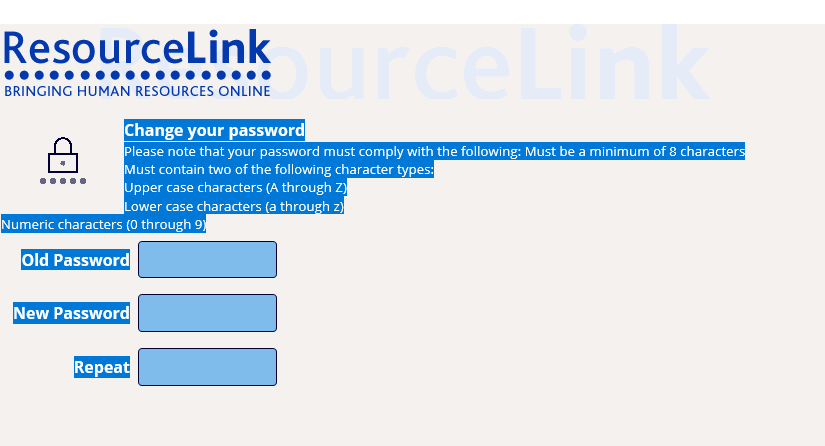 ResourceLink
ResourceLink
BRINGING HUMAN RESOURCES ONLINE
Change your password
Please note that your password must comply with the following: Must be a minimum of 8 characters
Must contain two of the following character types:
Upper case characters (A through Z)
Lower case characters (a through z)
Numeric characters (0 through 9)
Old Password
New Password
Repeat